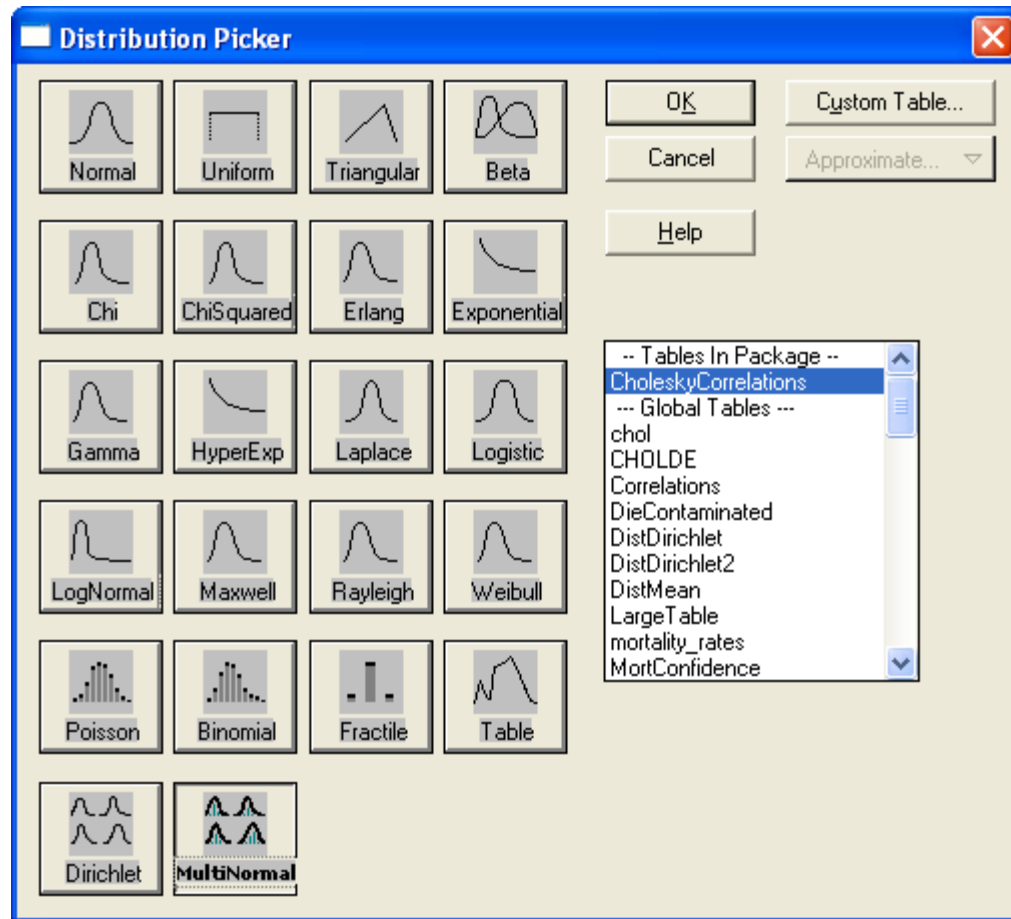 Distribution Picker
Normal
Uniform
Triangular
Beta
OK
Custom Table...
Cancel
Approximate...
Help
Chi
ChiSquared
Erlang
Exponential
Gamma
HyperExp
Laplace
Logistic
LogNormal
Maxwell
Rayleigh
Weibull
Poisson
Binomial
Fractile
Table
Dirichlet
MultiNormal
-- Tables In Package --
CholeskyCorrelations
--- Global Tables ---
chol
CHOLDE
Correlations
DieContaminated
DistDirichlet
DistDirichlet2
DistMean
LargeTable
mortality_rates
MortConfidence